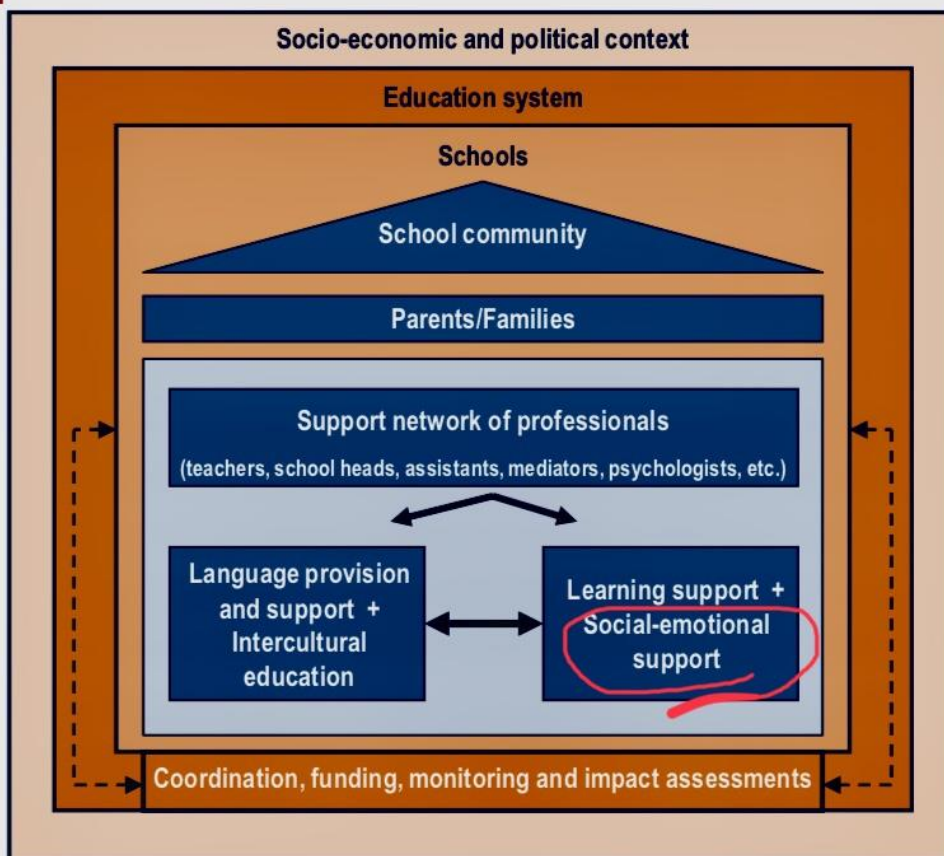 Socio-economic and political context
Education system
Schools
School community
Parents/Families
Support network of professionals
(teachers, school heads, assistants, mediators, psychologists, etc.)
Language provision
and support +
Intercultural
education
Learning support +
Social-emotional
support
Coordination, funding, monitoring and impact assessments